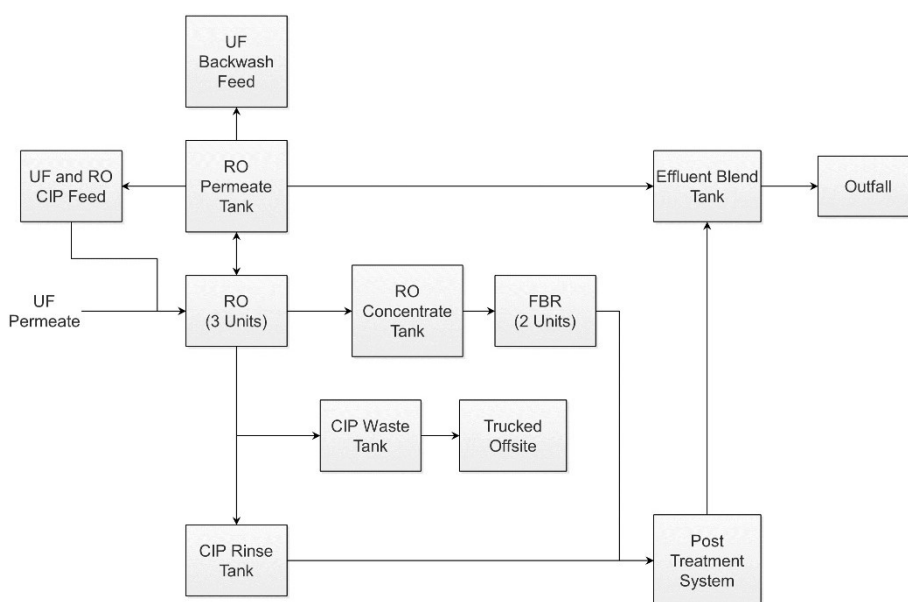 UF
Backwash
Feed
UF and RO
CIP Feed
RO
Permeate
Tank
Effluent Blend
Tank
Outfall
UF
Permeate
RO
(3 Units)
RO
Concentrate
Tank
FBR
(2 Units)
CIP Waste
Tank
Trucked
Offsite
CIP Rinse
Tank
Post
Treatment
System